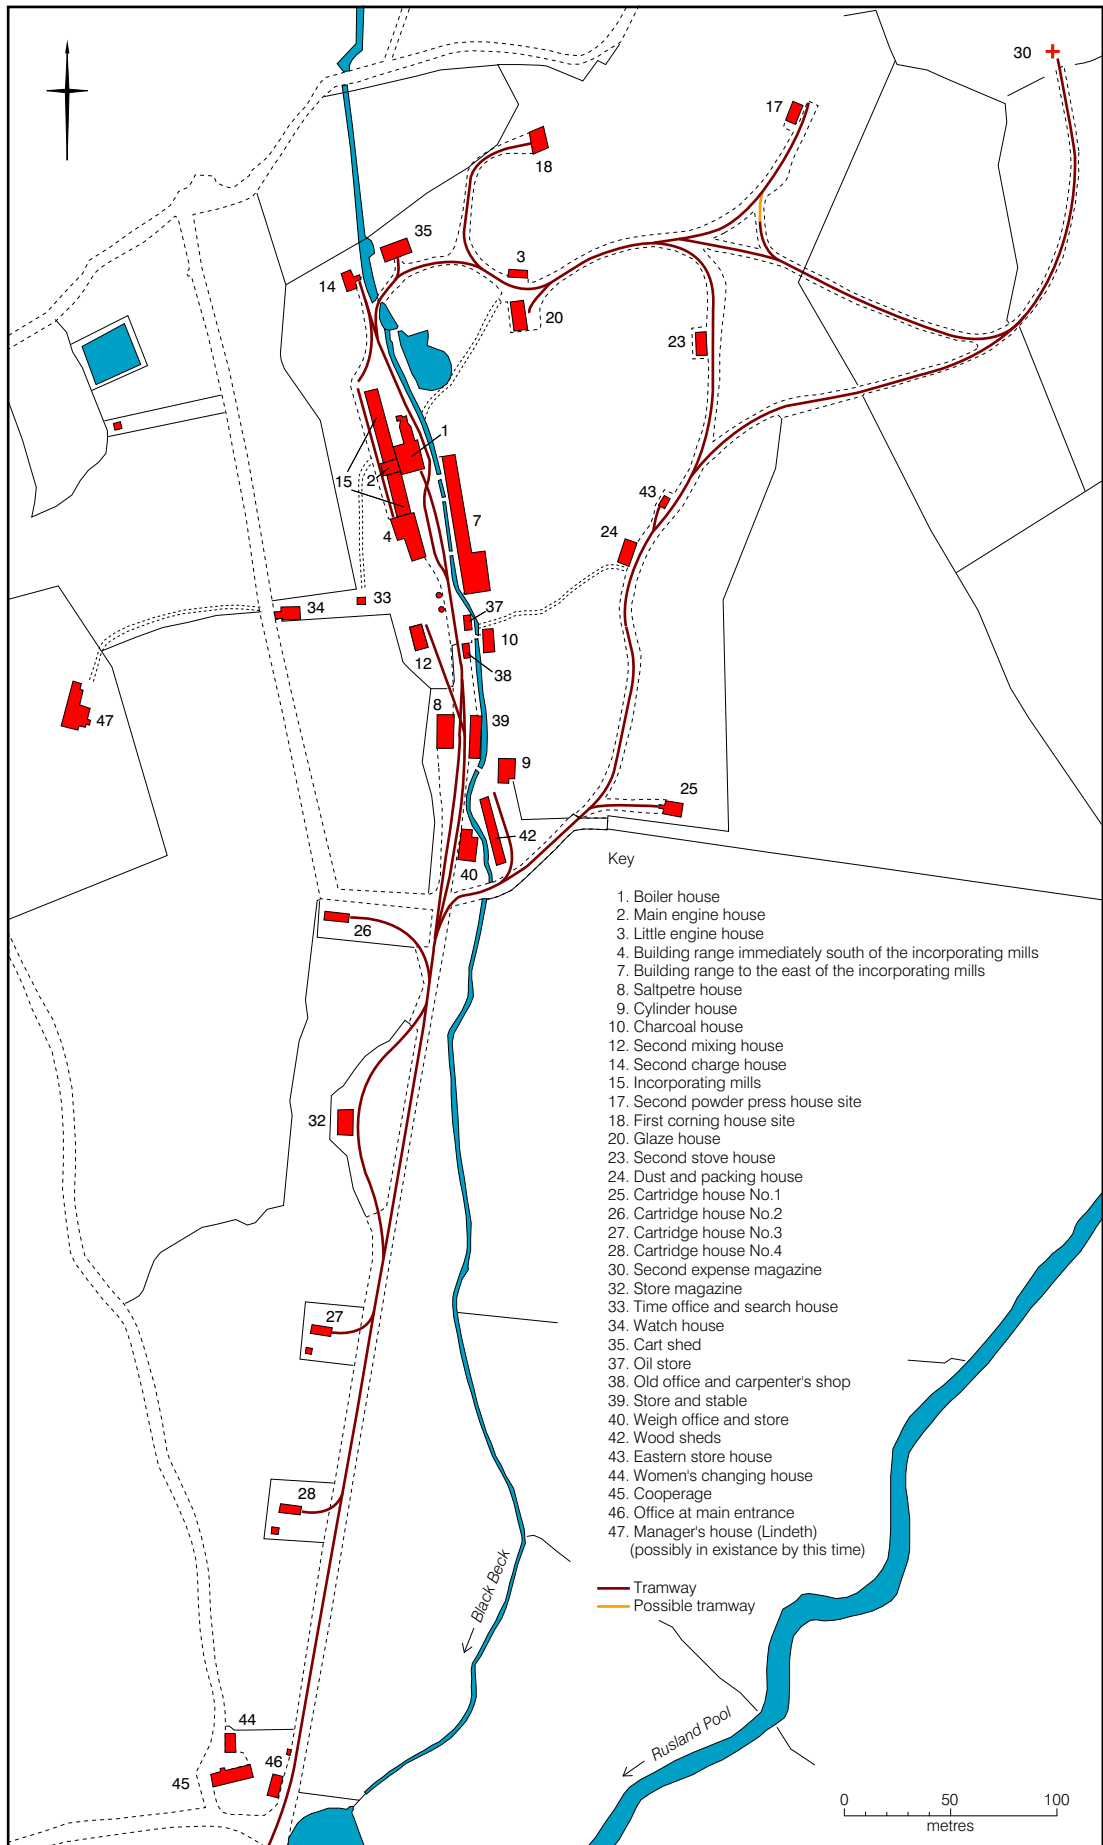 30
17
18
35
3
14
20
23
1
2
15
43
7
4
24
33
34
37
10
12
38
8
39
47
9
25
42
40
26
32
27
28
44
46
45
Key
1. Boiler house
2. Main engine house
3. Little engine house
4. Building range immediately south of the incorporating mills
7. Building range to the east of the incorporating mills
8. Saltpetre house
9. Cylinder house
10. Charcoal house
12. Second mixing house
14. Second charge house
15. Incorporating mills
17. Second powder press house site
18. First corning house site
20. Glaze house
23. Second stove house
24. Dust and packing house
25. Cartridge house No.1
26. Cartridge house No.2
27. Cartridge house No.3
28. Cartridge house No.4
30. Second expense magazine
32. Store magazine
33. Time office and search house
34. Watch house
35. Cart shed
37. Oil store
38. Old office and carpenter's shop
39. Store and stable
40. Weigh office and store
42. Wood sheds
43. Eastern store house
44. Women's changing house
45. Cooperage
46. Office at main entrance
47. Manager's house (Lindeth)
(possibly in existance by this time)
Tramway
Possible tramway
Black Beck
Rusland Pool
0 50 100
metres